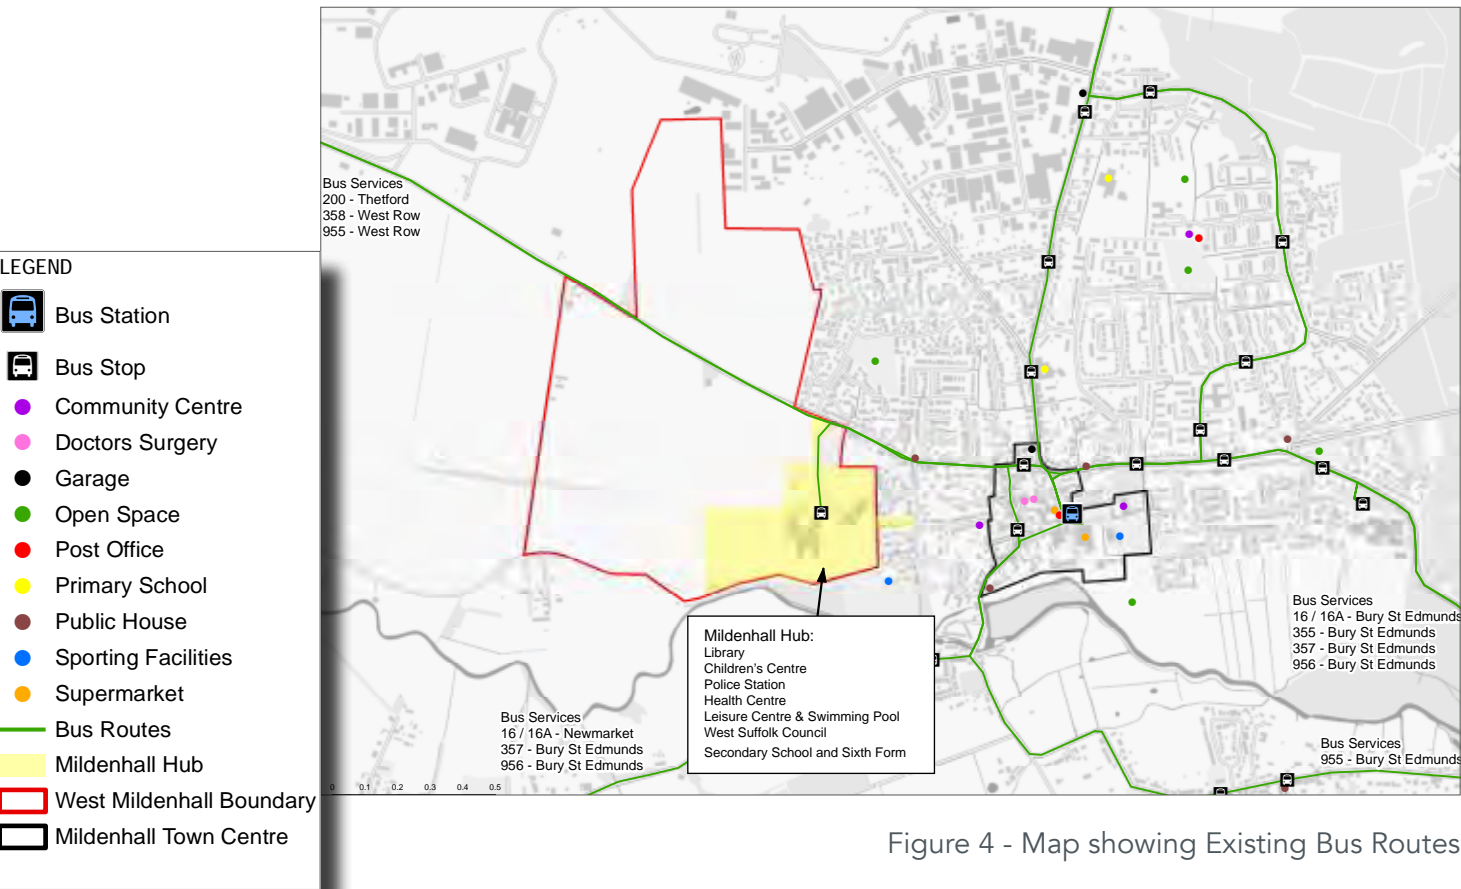 Bus Services
200 - Thetford
358 - West Row
955 - West Row
LEGEND
Bus Station
Bus Stop
Community Centre
Doctors Surgery
Garage
Open Space
Post Office
Primary School
Public House
Sporting Facilities
Supermarket
Bus Routes
Mildenhall Hub
West Mildenhall Boundary
Mildenhall Town Centre
Mildenhall Hub:
Library
Children's Centre
Police Station
Health Centre
Leisure Centre & Swimming Pool
West Suffolk Council
Secondary School and Sixth Form
Bus Services
16 / 16A - Bury St Edmunds
355 - Bury St Edmunds
357 - Bury St Edmunds
956 - Bury St Edmunds
Bus Services
16 / 16A - Newmarket
357 - Bury St Edmunds
956 - Bury St Edmunds
Bus Services
955 - Bury St Edmunds
0 0.1 0.2 0.3 0.4 0.5
Figure 4 - Map showing Existing Bus Routes